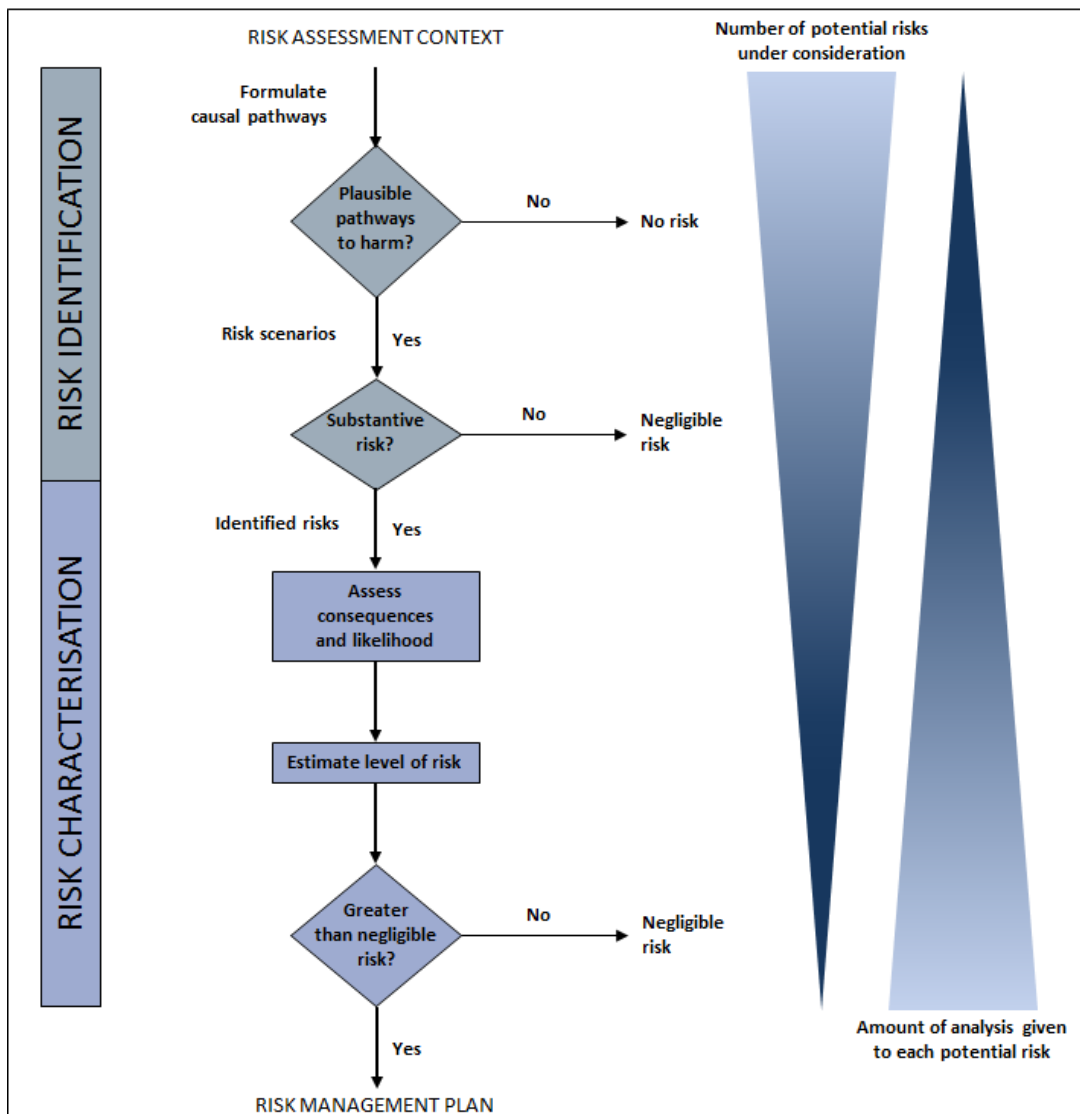 RISK ASSESSMENT CONTEXT
Number of potential risks
under consideration
RISK IDENTIFICATION
Formulate
causal pathways
Plausible
pathways
to harm?
No
No risk
Risk scenarios
Yes
Substantive
risk?
No
Negligible
risk
RISK CHARACTERISATION
Identified risks
Yes
Assess
consequences
and likelihood
Estimate level of risk
Greater
than negligible
risk?
No
Negligible
risk
Amount of analysis given
to each potential risk
Yes
RISK MANAGEMENT PLAN